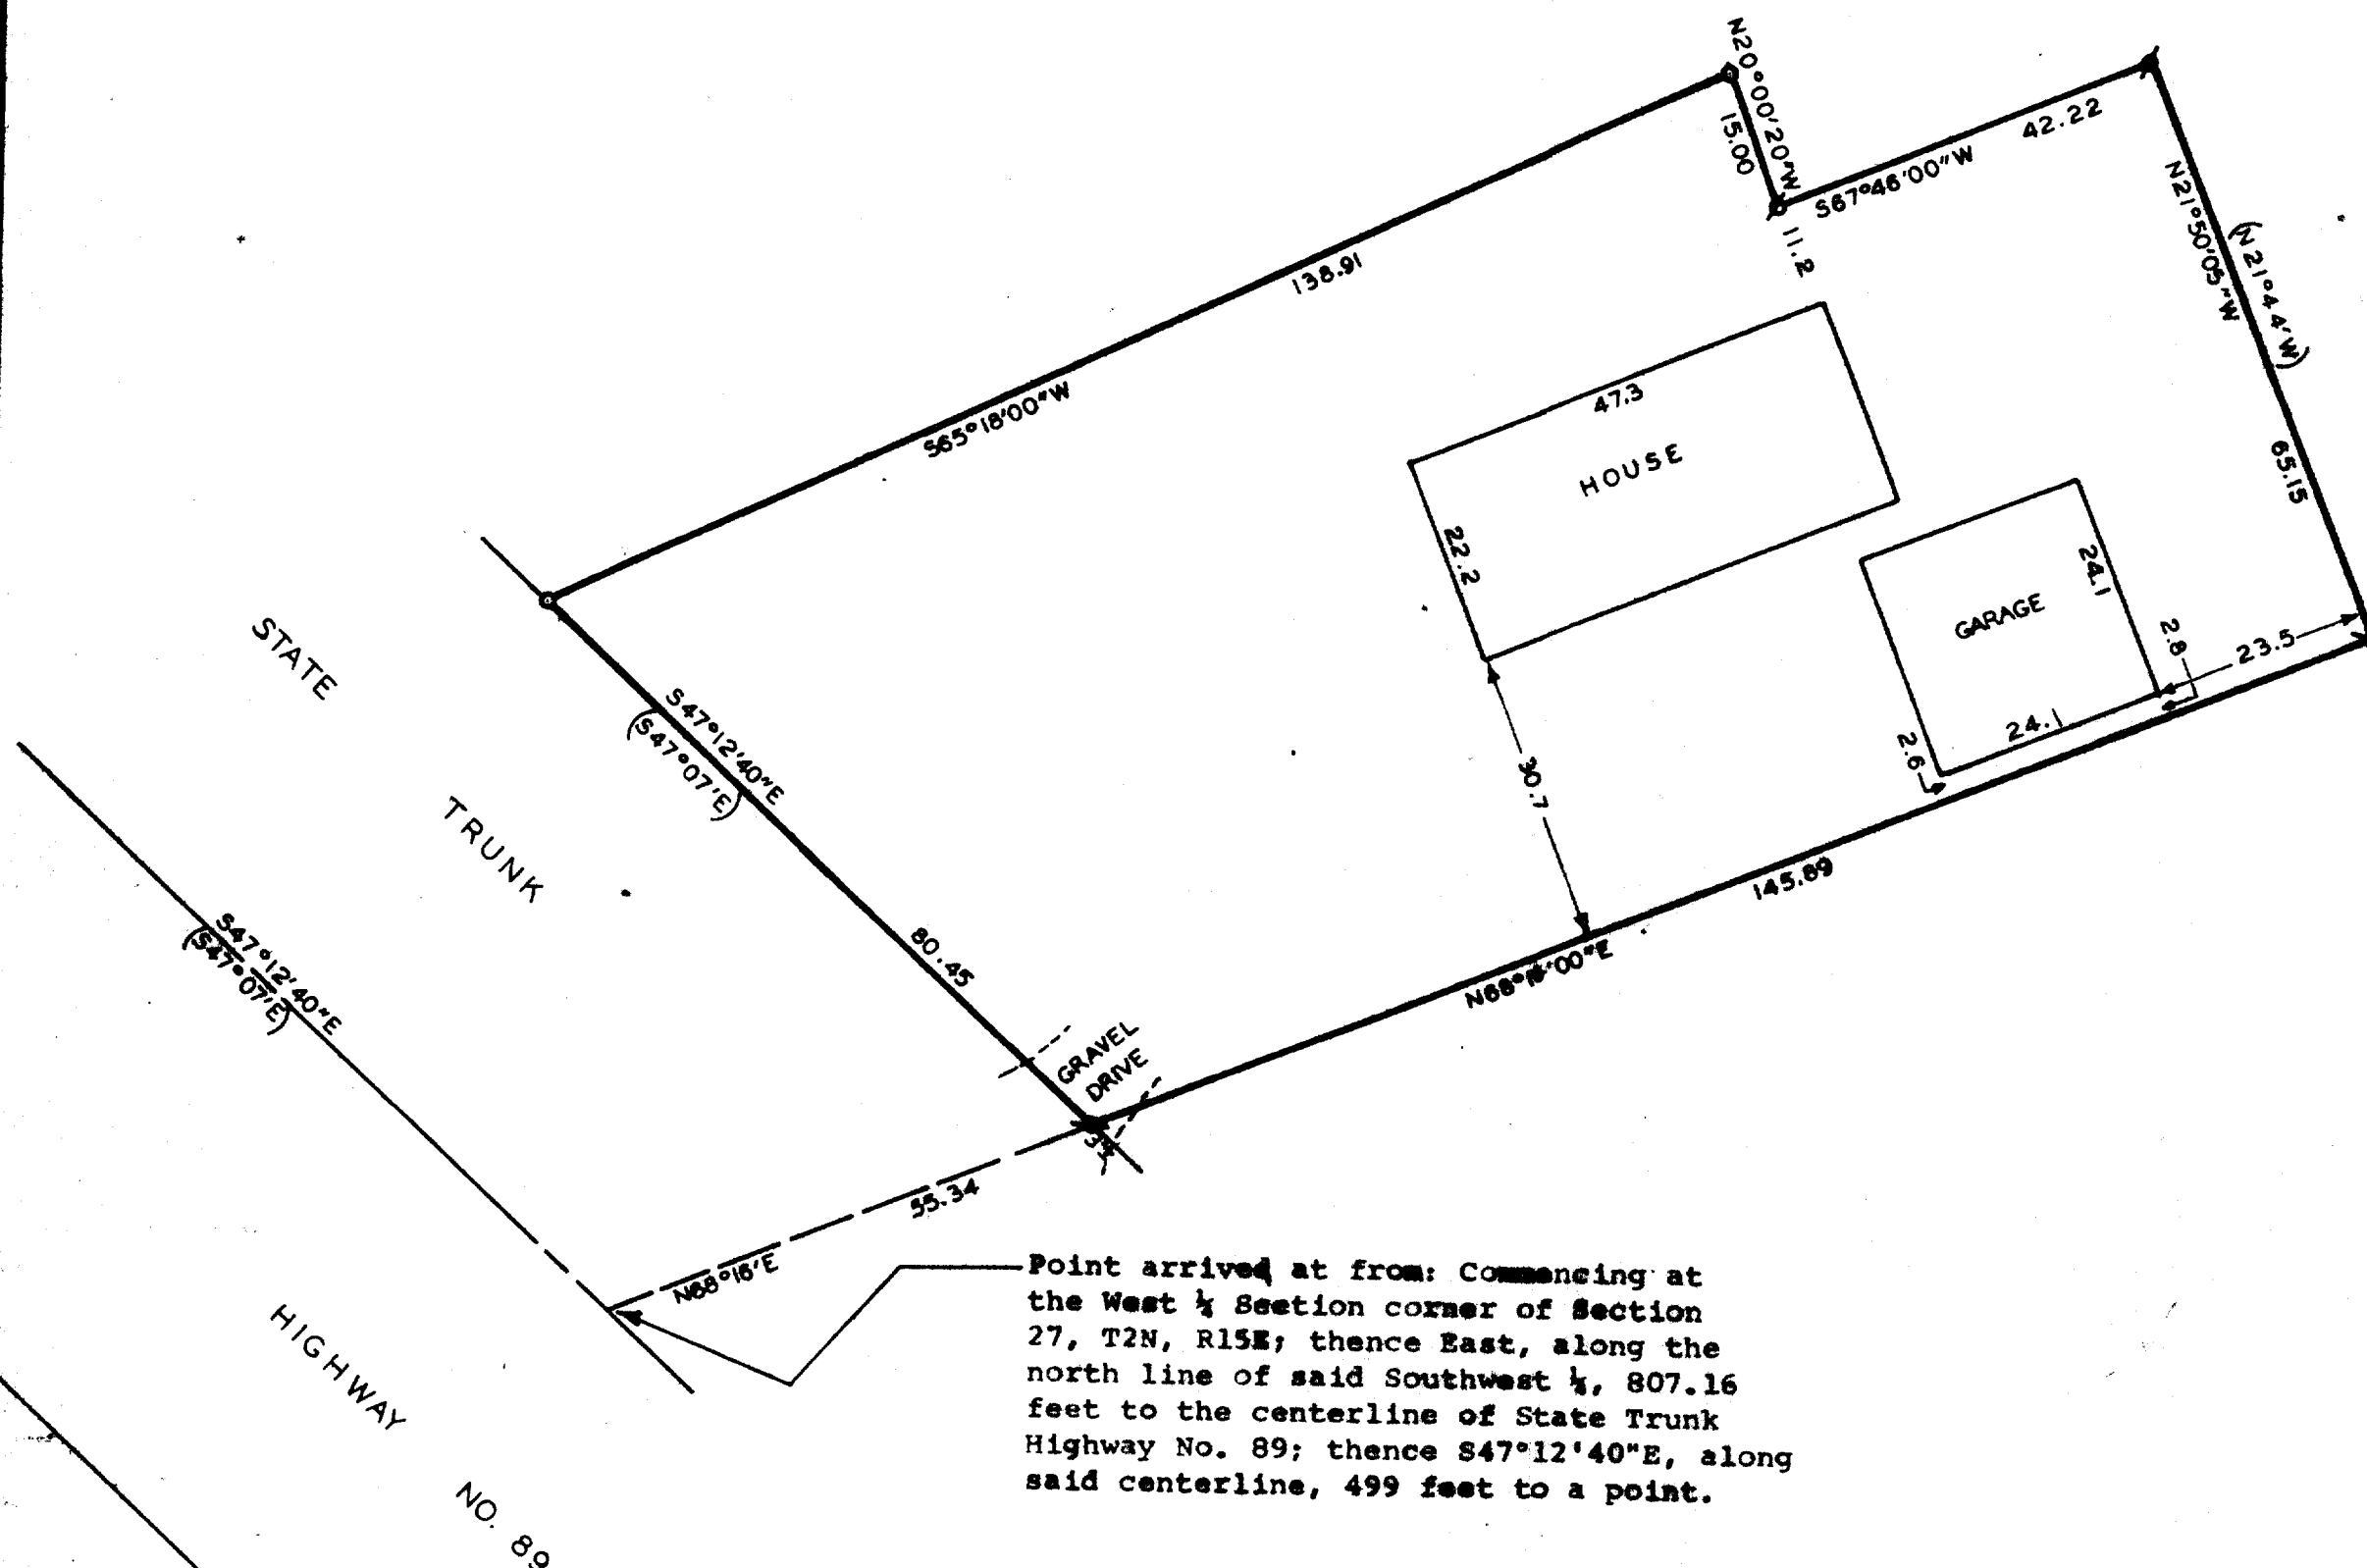 N20°00'20"W
15.00
42.22
S67°46'00"W
11.2
N21°50'05"W
(N21°44'W)
65.15
138.91
S65°18'00"W
47.3
HOUSE
22.2
24.1
GARAGE
2.8
23.5
24.1
2.6
30.7
145.89
STATE
TRUNK
HIGHWAY
NO. 89
S47°12'40"E
(S47°07'E)
80.45
S47°12'40"E
(S47°07'E)
GRAVEL
DRIVE
55.34
N68°16'E
Point arrived at from: Commencing at
the West ¼ Section corner of Section
27, T2N, R15E; thence East, along the
north line of said Southwest ¼, 807.16
feet to the centerline of State Trunk
Highway No. 89; thence S47°12'40"E, along
said centerline, 499 feet to a point.